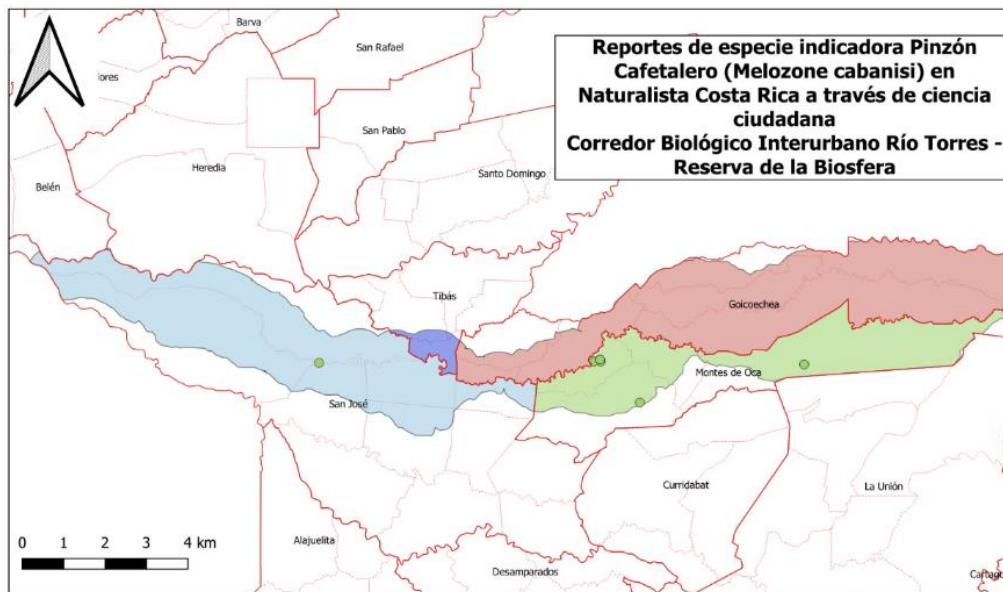 Reportes de especie indicadora Pinzón
Cafetalero (Melozone cabanisi) en
Naturalista Costa Rica a través de ciencia
ciudadana
Corredor Biológico Interurbano Río Torres -
Reserva de la Biosfera
Barva
San Rafael
ores
San Pablo
Heredia
Santo Domingo
Belén
Tibás
Goicoechea
Montes de Oca
San José
Curridabat
La Unión
Alajuelita
Desamparados
Cartago
0 1 2 3 4 km